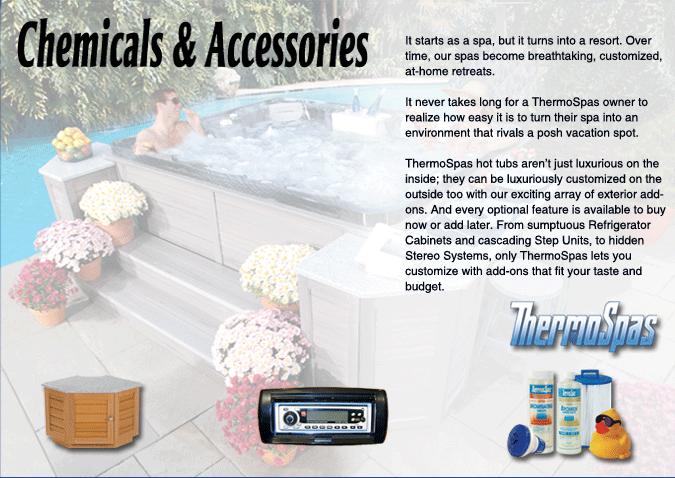 Chemicals & Accessories
It starts as a spa, but it turns into a resort. Over
time, our spas become breathtaking, customized,
at-home retreats.
It never takes long for a ThermoSpas owner to
realize how easy it is to turn their spa into an
environment that rivals a posh vacation spot.
ThermoSpas hot tubs aren't just luxurious on the
inside; they can be luxuriously customized on the
outside too with our exciting array of exterior add-
ons. And every optional feature is available to buy
now or add later. From sumptuous Refrigerator
Cabinets and cascading Step Units, to hidden
Stereo Systems, only ThermoSpas lets you
customize with add-ons that fit your taste and
budget.
ThermoSpas